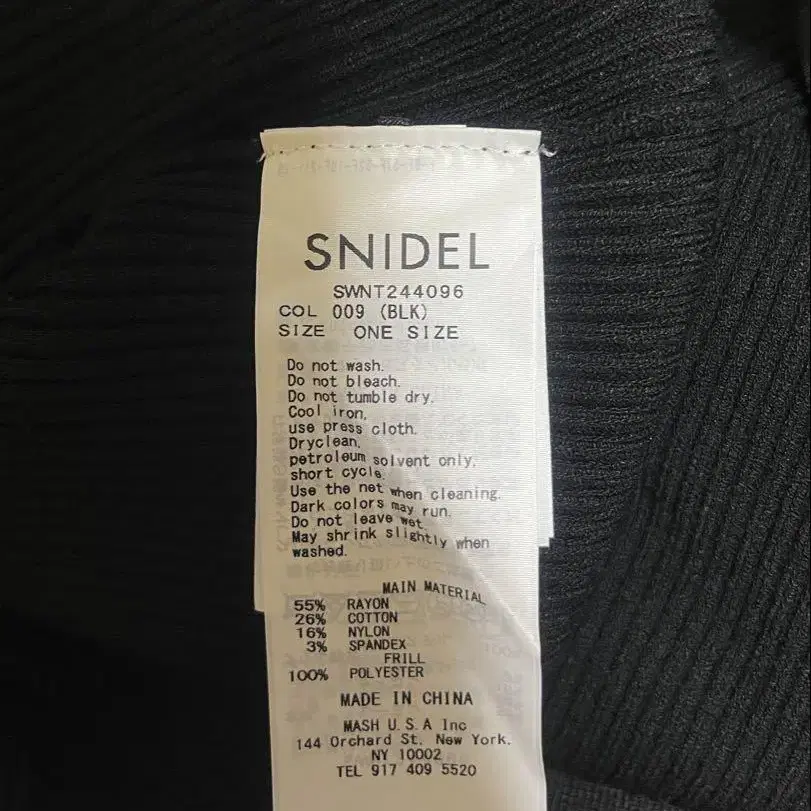 SNIDEL
SWNT244096
COL 009 (BLK)
SIZE ONE SIZE
Do not wash.
Do not bleach.
Do not tumble dry.
Cool iron.
use press cloth.
Dryclean.
petroleum solvent only.
short cycle.
Use the net when cleaning.
Dark colors may run.
Do not leave wet.
May shrink slightly when
washed.
MAIN MATERIAL
55% RAYON
26% COTTON
16% NYLON
3% SPANDEX
FRILL
100% POLYESTER
MADE IN CHINA
MASH U.S.A Inc
144 Orchard St. New York.
NY 10002
TEL 917 409 5520